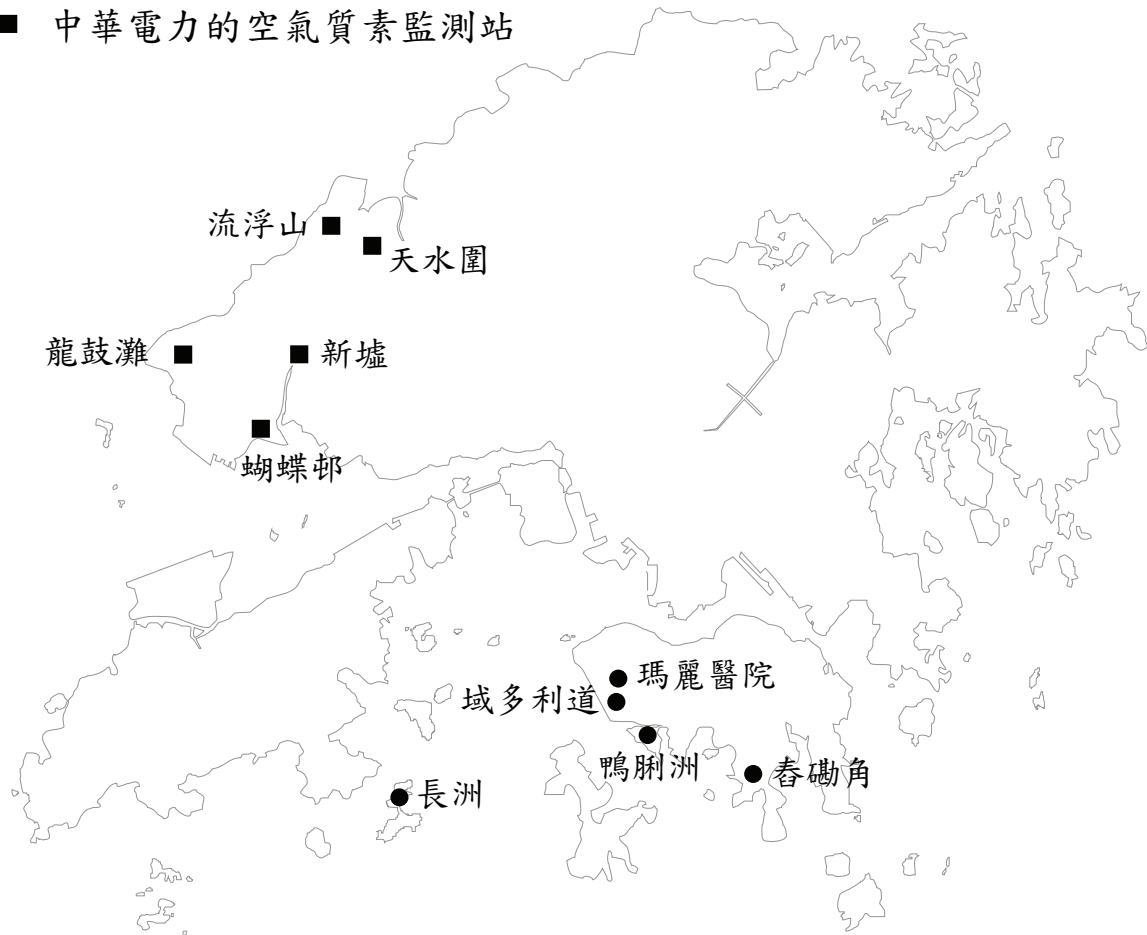 中華電力的空氣質素監測站
流浮山
天水圍
龍鼓灘
新墟
蝴蝶邨
瑪麗醫院
域多利道
鴨脷洲
舂磡角
長洲